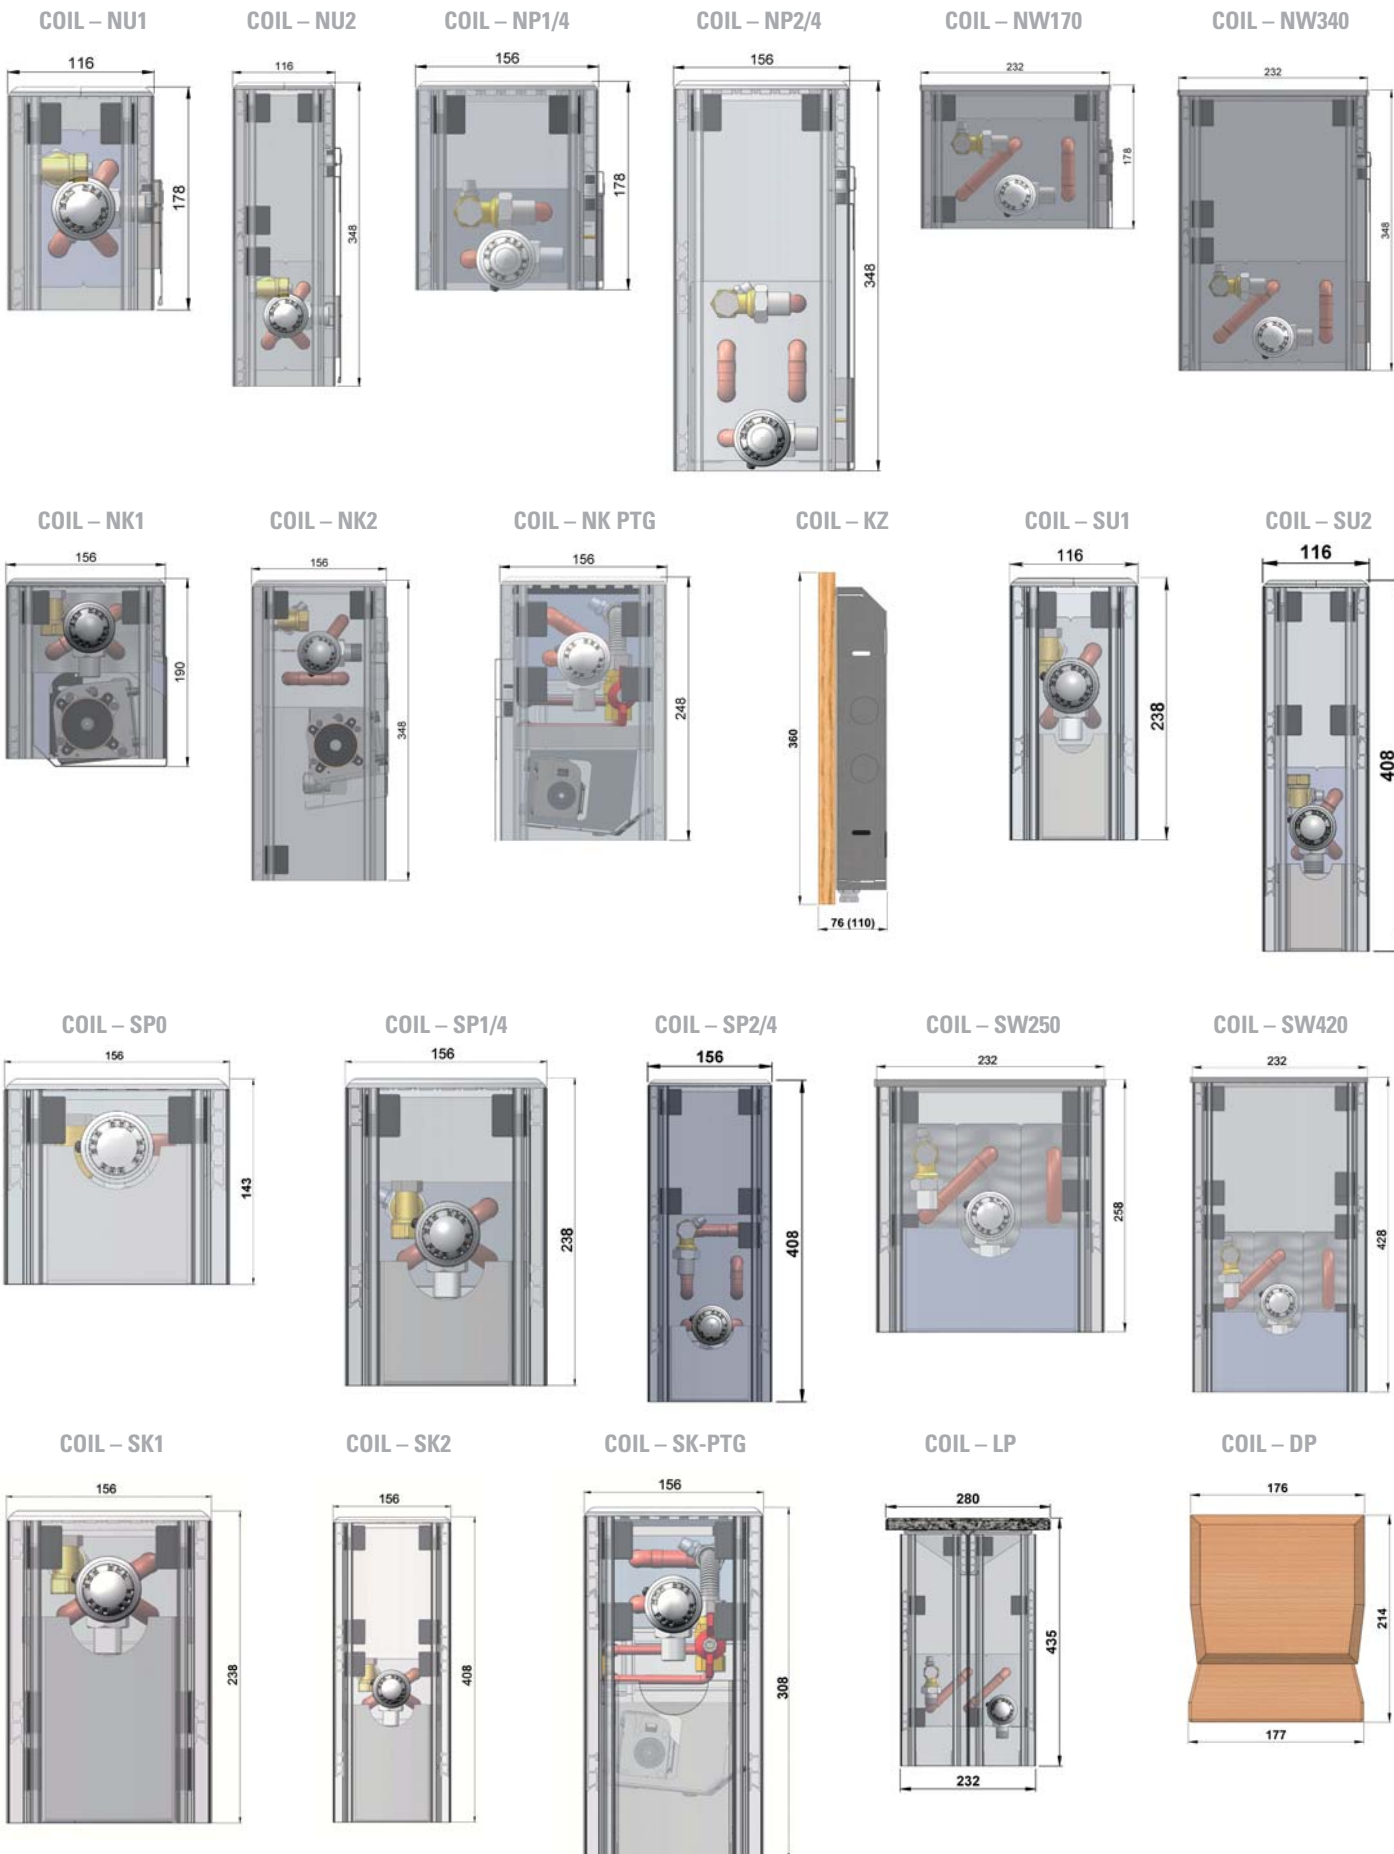 COIL – NU1
COIL – NU2
COIL – NP1/4
COIL – NP2/4
COIL – NW170
COIL – NW340
116
178
116
348
156
178
156
348
232
178
232
348
COIL – NK1
COIL – NK2
COIL – NK PTG
COIL – KZ
COIL – SU1
COIL – SU2
156
190
156
348
156
248
360
76 (110)
116
238
116
408
COIL – SP0
COIL – SP1/4
COIL – SP2/4
COIL – SW250
COIL – SW420
156
143
156
238
156
408
232
258
232
428
COIL – SK1
COIL – SK2
COIL – SK-PTG
COIL – LP
COIL – DP
156
238
156
408
156
308
280
435
232
176
214
177